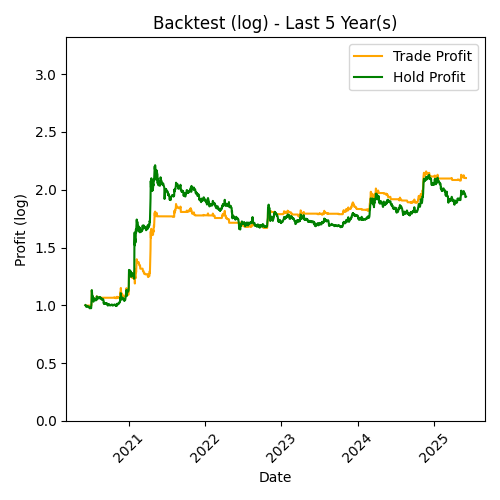 Backtest (log) - Last 5 Year(s)
Trade Profit
Hold Profit
Profit (log)
3.0
2.5
2.0
1.5
1.0
0.5
0.0
2021
2022
2023
2024
2025
Date